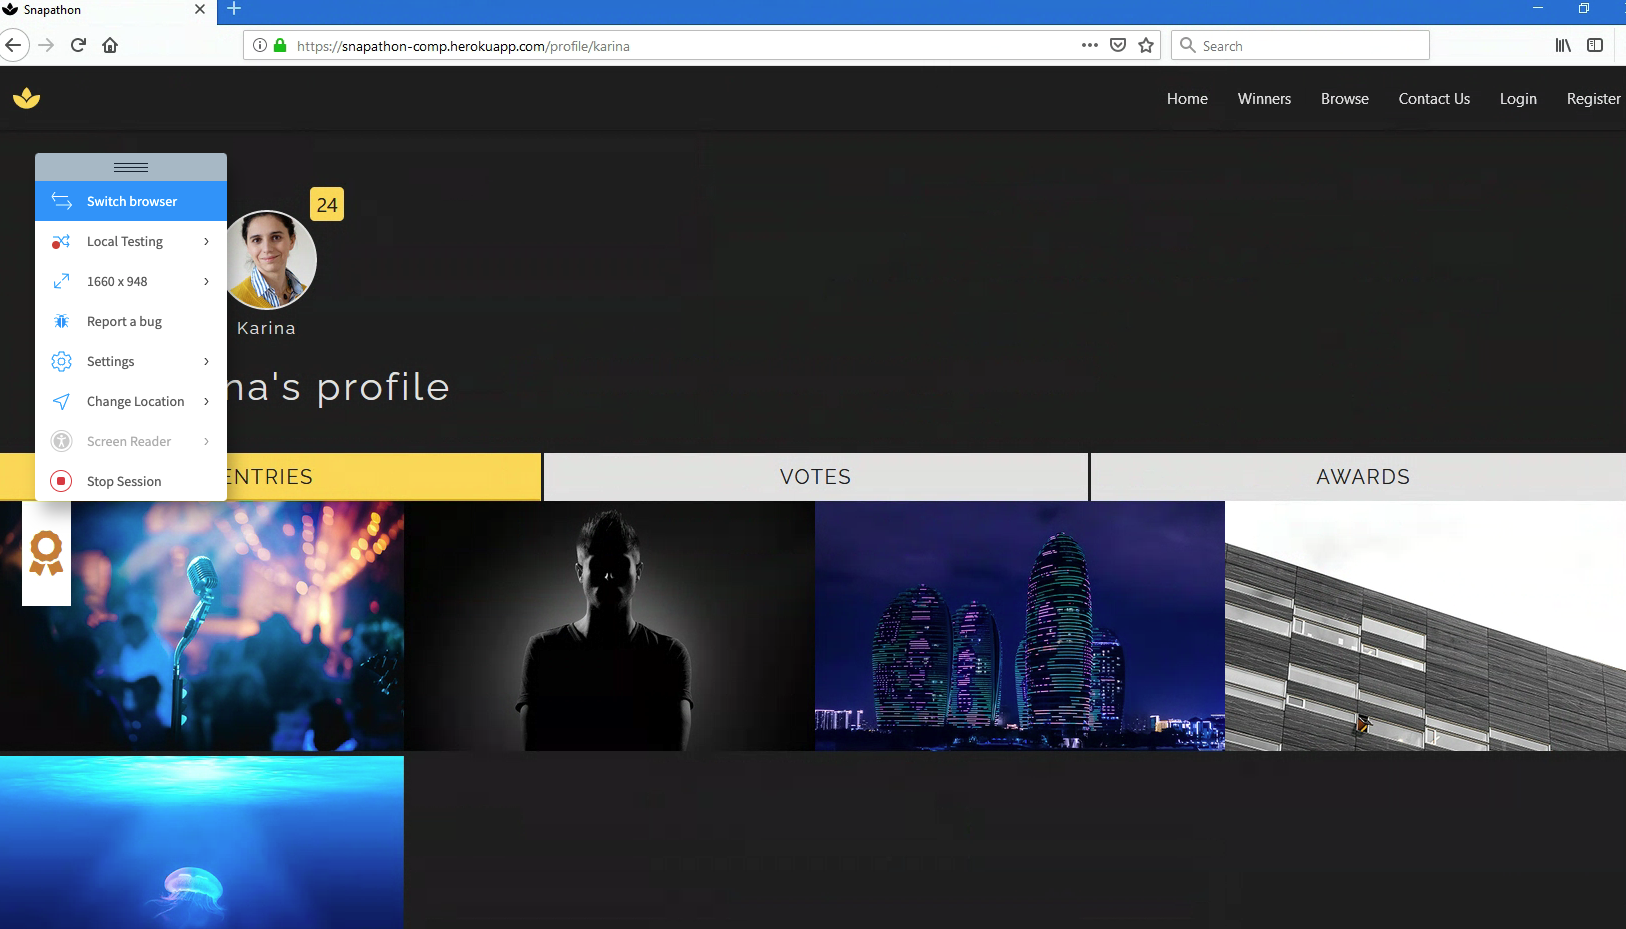 Snapathon
https://snapathon-comp.herokuapp.com/profile/karina
Search
Home
Winners
Browse
Contact Us
Login
Register
Switch browser
Local Testing
1660 x 948
Report a bug
Settings
Change Location
Screen Reader
Stop Session
24
Karina
na's profile
ENTRIES
VOTES
AWARDS